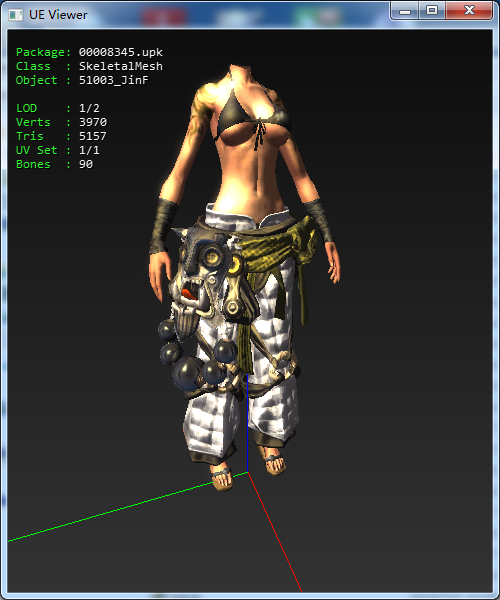 UE Viewer
Package: 00008345.upk
Class : SkeletalMesh
Object : 51003_JinF
LOD : 1/2
Verts : 3970
Tris : 5157
UV Set : 1/1
Bones : 90